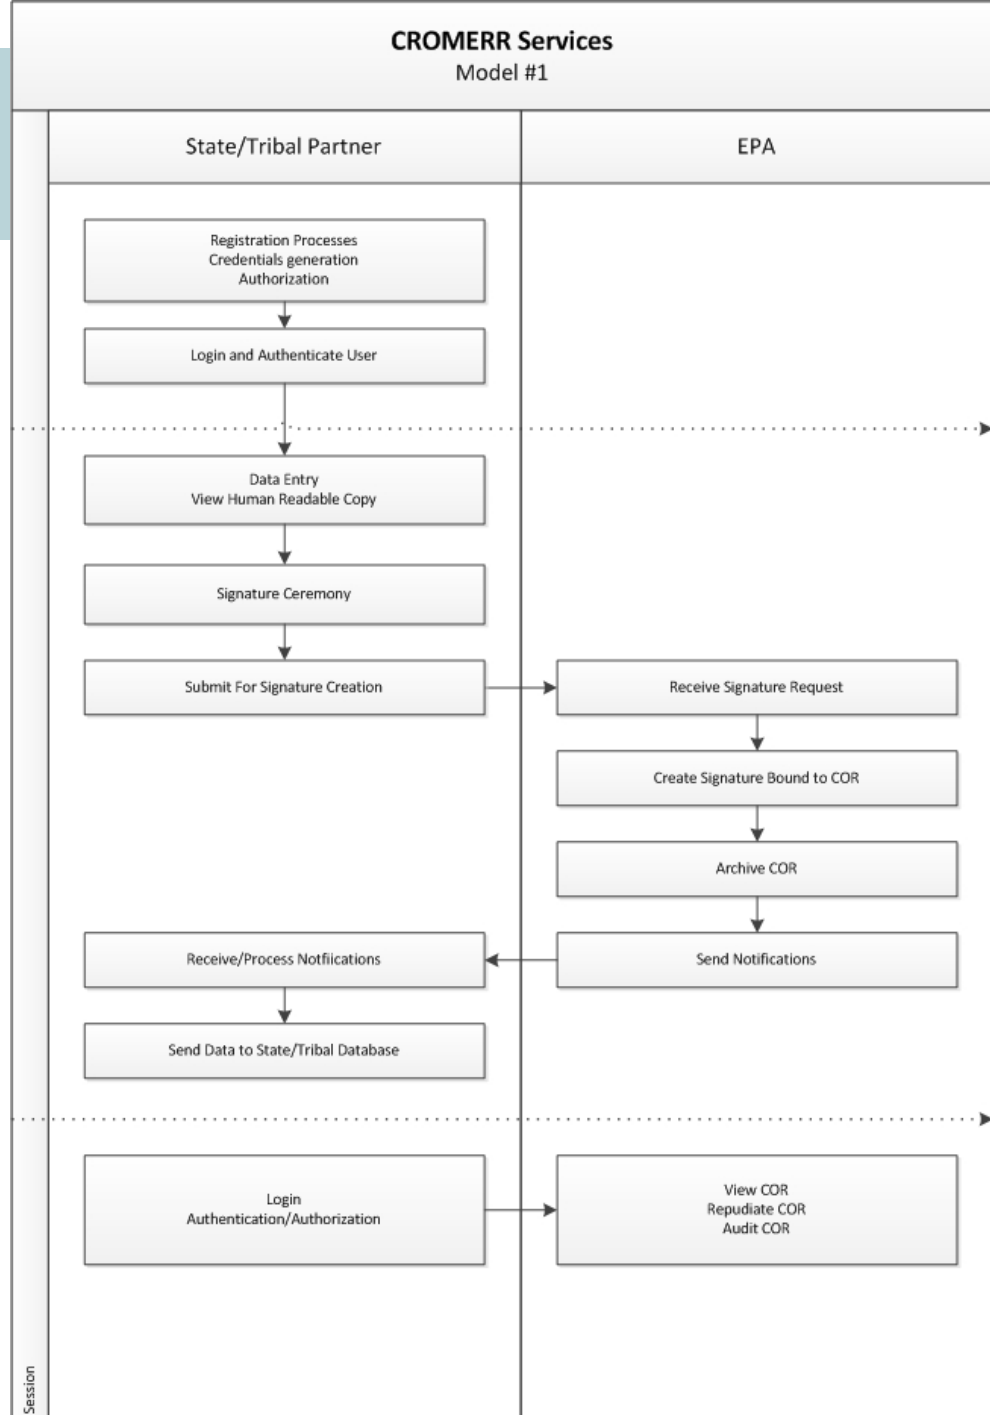 CROMERR Services
Model #1
State/Tribal Partner
EPA
Registration Processes
Credentials generation
Authorization
Login and Authenticate User
Data Entry
View Human Readable Copy
Signature Ceremony
Submit For Signature Creation
Receive Signature Request
Create Signature Bound to COR
Archive COR
Receive/Process Notfiications
Send Notifications
Send Data to State/Tribal Database
Login
Authentication/Authorization
View COR
Repudiate COR
Audit COR
Session